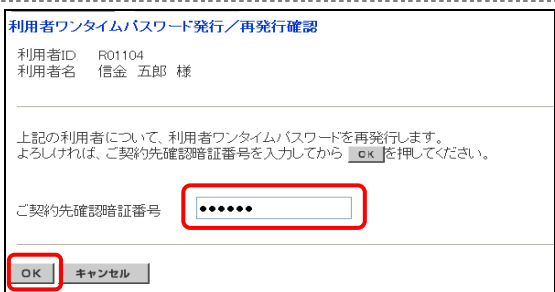 利用者ワンタイムパスワード発行／再発行確認
利用者ID R01104
利用者名 信金 五郎 様
上記の利用者について、利用者ワンタイムパスワードを再発行します。
よろしければ、ご契約先確認暗証番号を入力してから OK を押してください。
ご契約先確認暗証番号 ●●●●●●
OK キャンセル